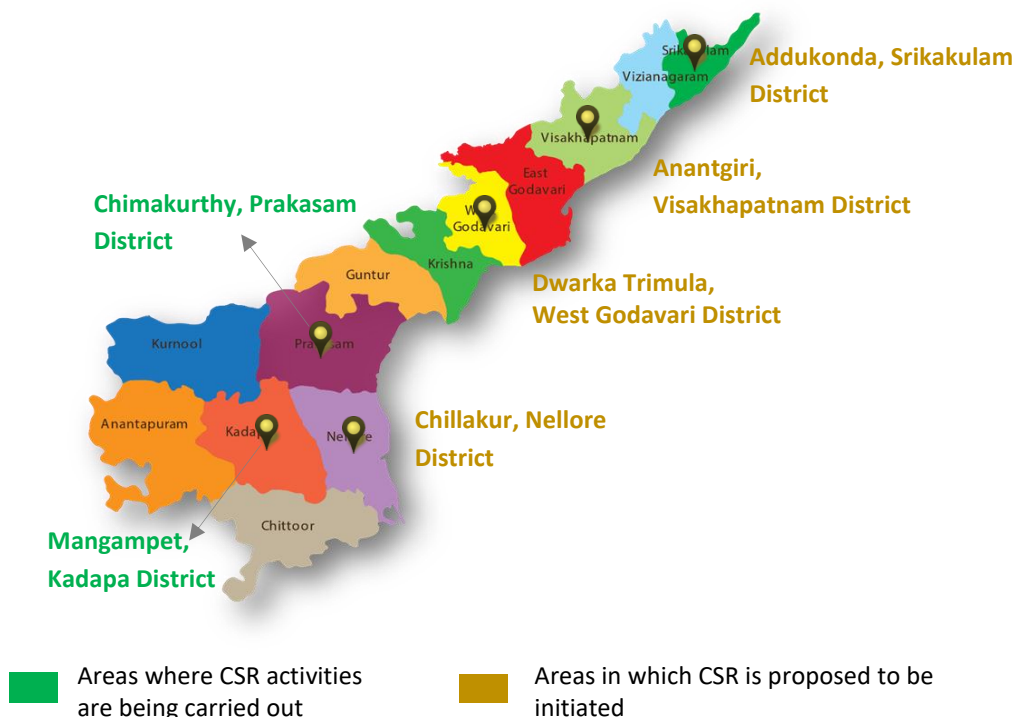 Srikakulam
Vizianagaram
Addukonda, Srikakulam
District
Visakhapatnam
Anantgiri,
Visakhapatnam District
East
Godavari
West
Godavari
Chimakurthy, Prakasam
District
Krishna
Guntur
Dwarka Trimula,
West Godavari District
Kurnool
Prakasam
Anantapuram
Kadapa
Nellore
Chillakur, Nellore
District
Chittoor
Mangampet,
Kadapa District
Areas where CSR activities
are being carried out
Areas in which CSR is proposed to be
initiated